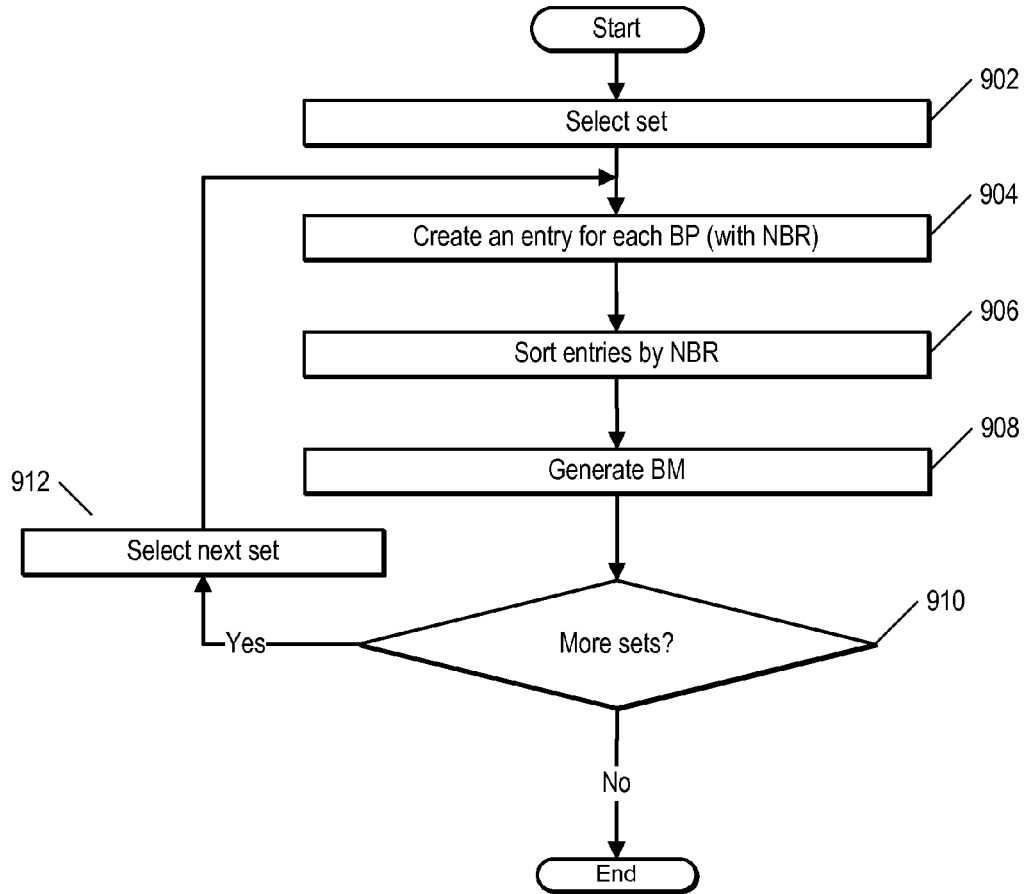 Start
902
Select set
904
Create an entry for each BP (with NBR)
906
Sort entries by NBR
908
Generate BM
912
Select next set
910
Yes
More sets?
No
End